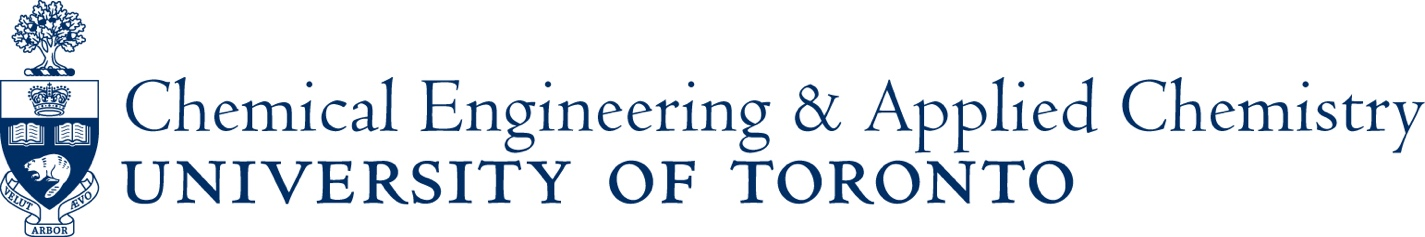 Chemical Engineering & Applied Chemistry
UNIVERSITY OF TORONTO
VELUT
ARBOR
ÆVO